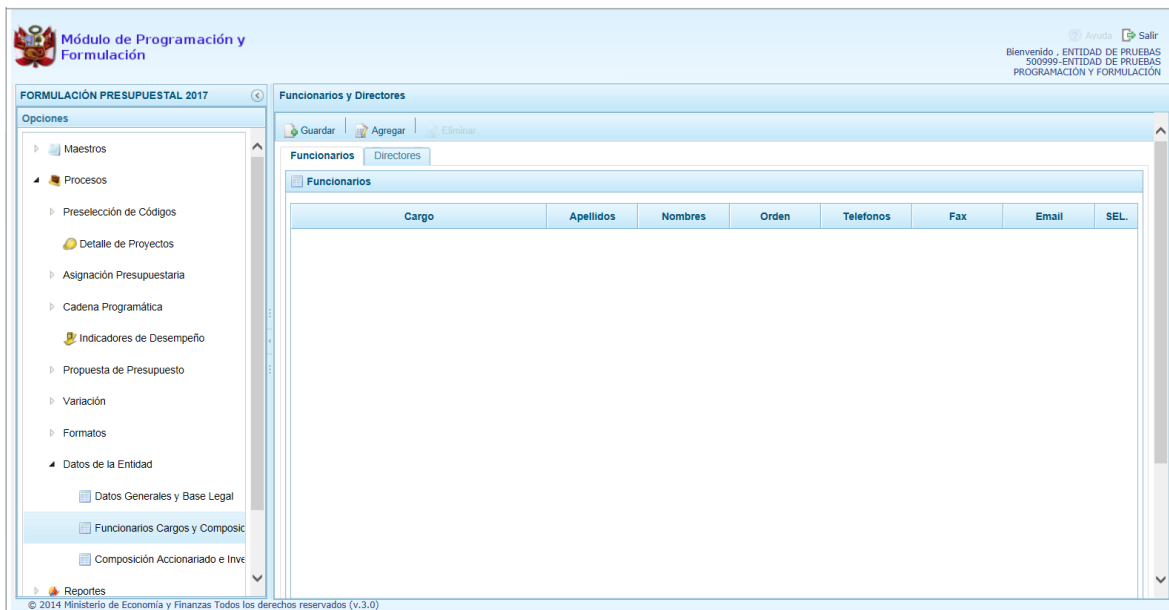 Módulo de Programación y
Formulación
Ayuda Salir
Bienvenido , ENTIDAD DE PRUEBAS
500999-ENTIDAD DE PRUEBAS
PROGRAMACIÓN Y FORMULACIÓN
FORMULACIÓN PRESUPUESTAL 2017
Opciones
Maestros
Procesos
Preselección de Códigos
Detalle de Proyectos
Asignación Presupuestaria
Cadena Programática
Indicadores de Desempeño
Propuesta de Presupuesto
Variación
Formatos
Datos de la Entidad
Datos Generales y Base Legal
Funcionarios Cargos y Composic
Composición Accionariado e Inve
Reportes
Funcionarios y Directores
Guardar Agregar Eliminar
Funcionarios Directores
Funcionarios
Cargo Apellidos Nombres Orden Telefonos Fax Email SEL.
© 2014 Ministerio de Economía y Finanzas Todos los derechos reservados (v.3.0)